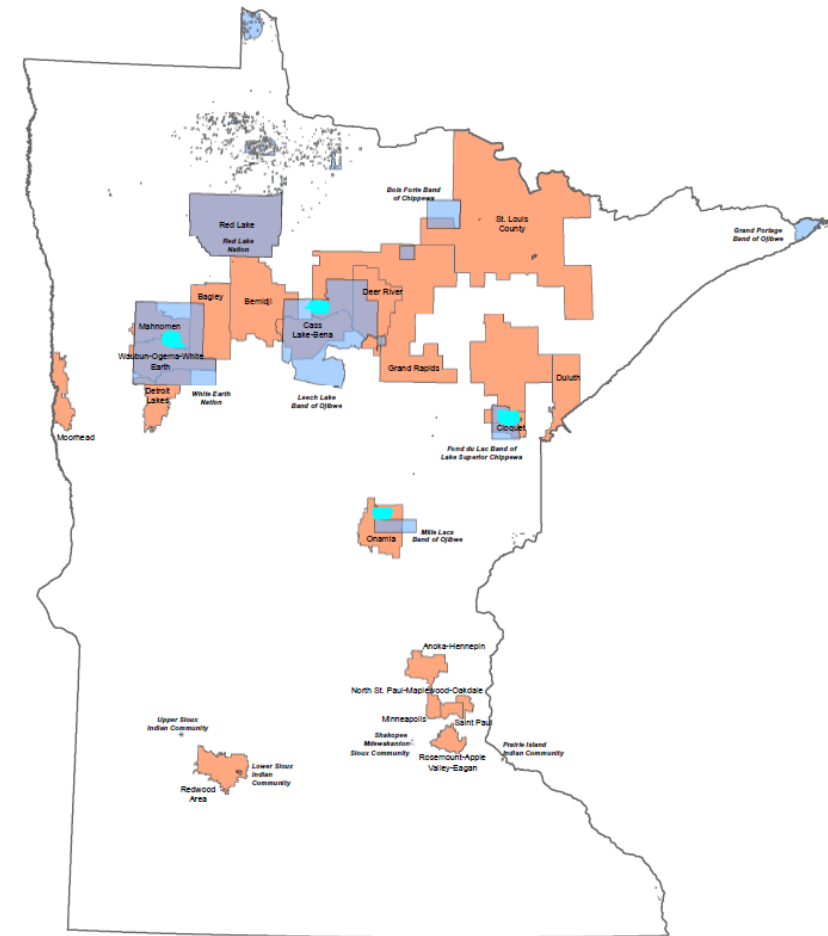 Bois Forte Band
of Chippewa
St. Louis
County
Red Lake
Red Lake
Nation
Grand Portage
Band of Ojibwe
Bagley
Bemidji
Deer River
Mahnomen
Cass
Lake-Bena
Waubun-Ogema-White
Earth
Grand Rapids
Duluth
Detroit
Lakes
White Earth
Nation
Leech Lake
Band of Ojibwe
Moorhead
Cloquet
Fond du Lac Band of
Lake Superior Chippewa
Mille Lacs
Band of Ojibwe
Onamia
Anoka-Hennepin
North St. Paul-Maplewood-Oakdale
Minneapolis
Saint Paul
Upper Sioux
Indian Community
Shakopee
Mdewakanton
Sioux Community
Prairie Island
Indian Community
Rosemount-Apple
Valley-Eagan
Lower Sioux
Indian
Community
Redwood
Area